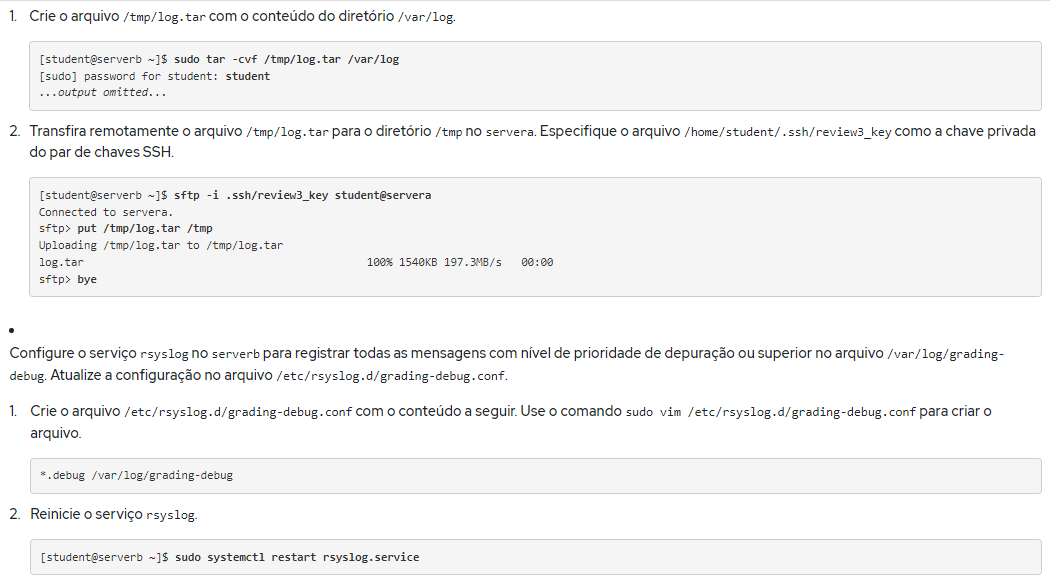 1. Crie o arquivo /tmp/log.tar com o conteúdo do diretório /var/log.
[student@serverb ~]$ sudo tar -cvf /tmp/log.tar /var/log
[sudo] password for student: student
...output omitted...
2. Transfira remotamente o arquivo /tmp/log.tar para o diretório /tmp no servera. Especifique o arquivo /home/student/.ssh/review3_key como a chave privada
do par de chaves SSH.
[student@serverb ~]$ sftp -i .ssh/review3_key student@servera
Connected to servera.
sftp> put /tmp/log.tar /tmp
Uploading /tmp/log.tar to /tmp/log.tar
log.tar 100% 1540KB 197.3MB/s 00:00
sftp> bye
•
Configure o serviço rsyslog no serverb para registrar todas as mensagens com nível de prioridade de depuração ou superior no arquivo /var/log/grading-
debug. Atualize a configuração no arquivo /etc/rsyslog.d/grading-debug.conf.
1. Crie o arquivo /etc/rsyslog.d/grading-debug.conf com o conteúdo a seguir. Use o comando sudo vim /etc/rsyslog.d/grading-debug.conf para criar o
arquivo.
*.debug /var/log/grading-debug
2. Reinicie o serviço rsyslog.
[student@serverb ~]$ sudo systemctl restart rsyslog.service